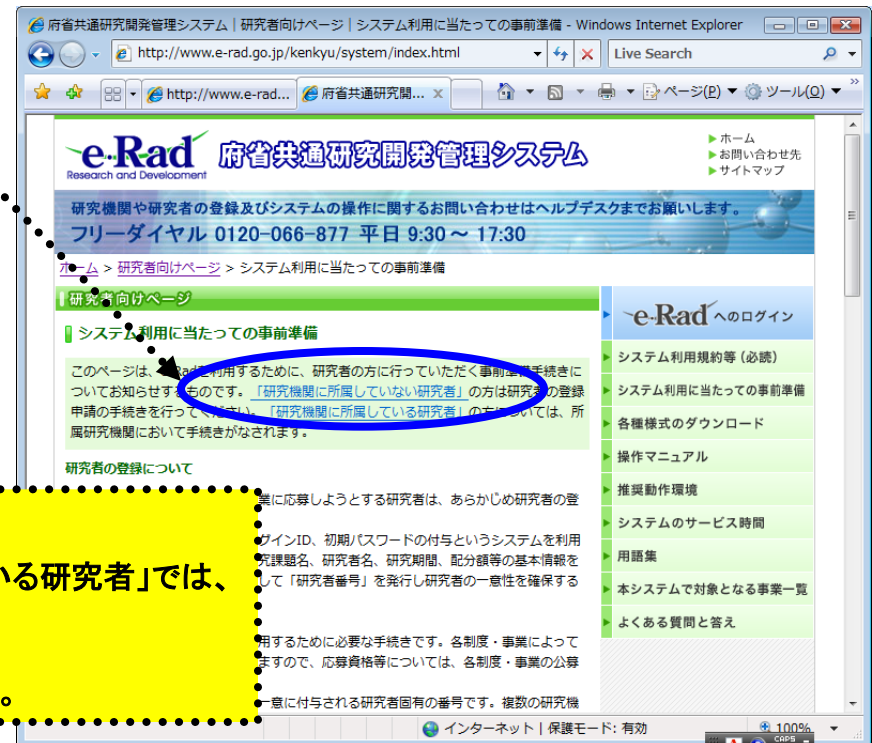 府省共通研究開発管理システム | 研究者向けページ | システム利用に当たっての事前準備 - Windows Internet Explorer
http://www.e-rad.go.jp/kenkyu/system/index.html
Live Search
http://www.e-rad...
府省共通研究開...
ページ(P)
ツール(O)
e-Rad
Research and Development
府省共通研究開発管理システム
ホーム
お問い合わせ先
サイトマップ
研究機関や研究者の登録及びシステムの操作に関するお問い合わせはヘルプデスクまでお願いします。
フリーダイヤル 0120-066-877 平日 9:30 ~ 17:30
ホーム > 研究者向けページ > システム利用に当たっての事前準備
研究者向けページ
システム利用に当たっての事前準備
このページは、e-Radを利用するために、研究者の方に行っていただく事前準備手続きに
ついてお知らせするものです。「研究機関に所属していない研究者」の方は研究者の登録
申請の手続きを行ってください。「研究機関に所属している研究者」の方については、所
属研究機関において手続きがなされます。
研究者の登録について
業に応募しようとする研究者は、あらかじめ研究者の登
グインID、初期パスワードの付与というシステムを利用
究課題名、研究者名、研究期間、配分額等の基本情報を
して「研究者番号」を発行し研究者の一意性を確保する
用するために必要な手続きです。各制度・事業によって
ますので、応募資格等については、各制度・事業の公募
一意に付与される研究者固有の番号です。複数の研究機
いる研究者」では、
。
e-Rad へのログイン
システム利用規約等 (必読)
システム利用に当たっての事前準備
各種様式のダウンロード
操作マニュアル
推奨動作環境
システムのサービス時間
用語集
本システムで対象となる事業一覧
よくある質問と答え
インターネット | 保護モード: 有効
100%
CAPS